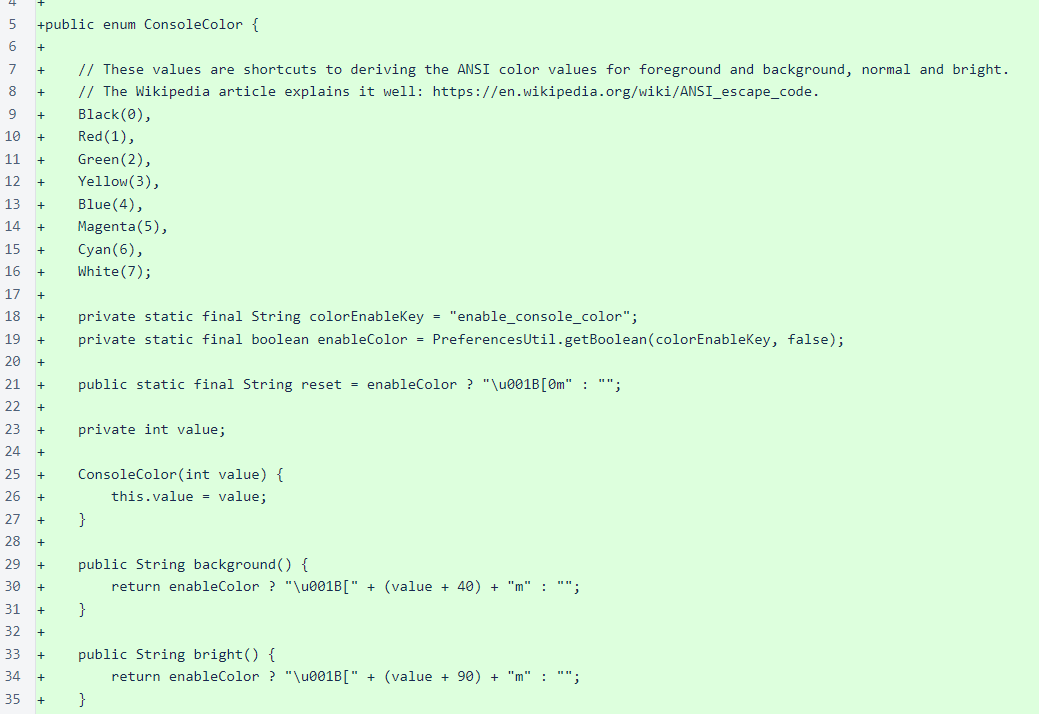 4 +
5 +public enum ConsoleColor {
6 +
7 +    // These values are shortcuts to deriving the ANSI color values for foreground and background, normal and bright.
8 +    // The Wikipedia article explains it well: https://en.wikipedia.org/wiki/ANSI_escape_code.
9 +    Black(0),
10 +    Red(1),
11 +    Green(2),
12 +    Yellow(3),
13 +    Blue(4),
14 +    Magenta(5),
15 +    Cyan(6),
16 +    White(7);
17 +
18 +    private static final String colorEnableKey = "enable_console_color";
19 +    private static final boolean enableColor = PreferencesUtil.getBoolean(colorEnableKey, false);
20 +
21 +    public static final String reset = enableColor ? "\u001B[0m" : "";
22 +
23 +    private int value;
24 +
25 +    ConsoleColor(int value) {
26 +        this.value = value;
27 +    }
28 +
29 +    public String background() {
30 +        return enableColor ? "\u001B[" + (value + 40) + "m" : "";
31 +    }
32 +
33 +    public String bright() {
34 +        return enableColor ? "\u001B[" + (value + 90) + "m" : "";
35 +    }